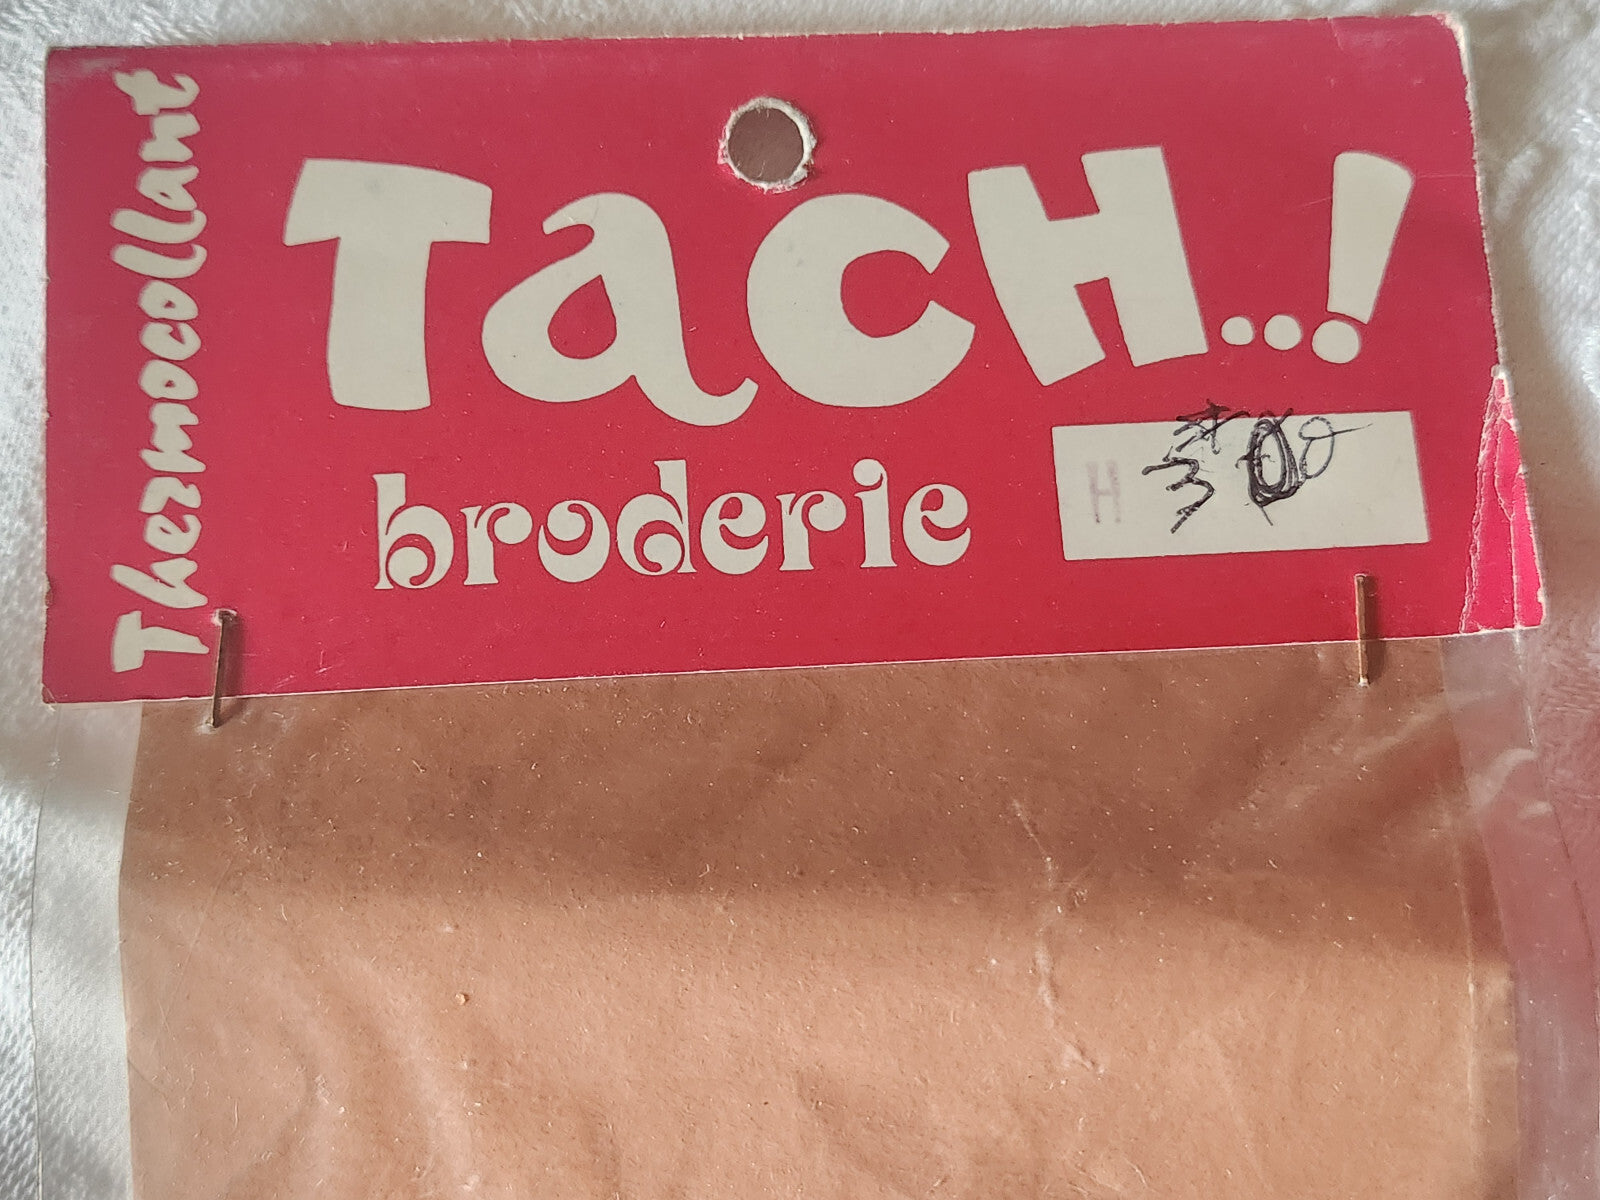 Thermocollant
TacH...!
broderie
H